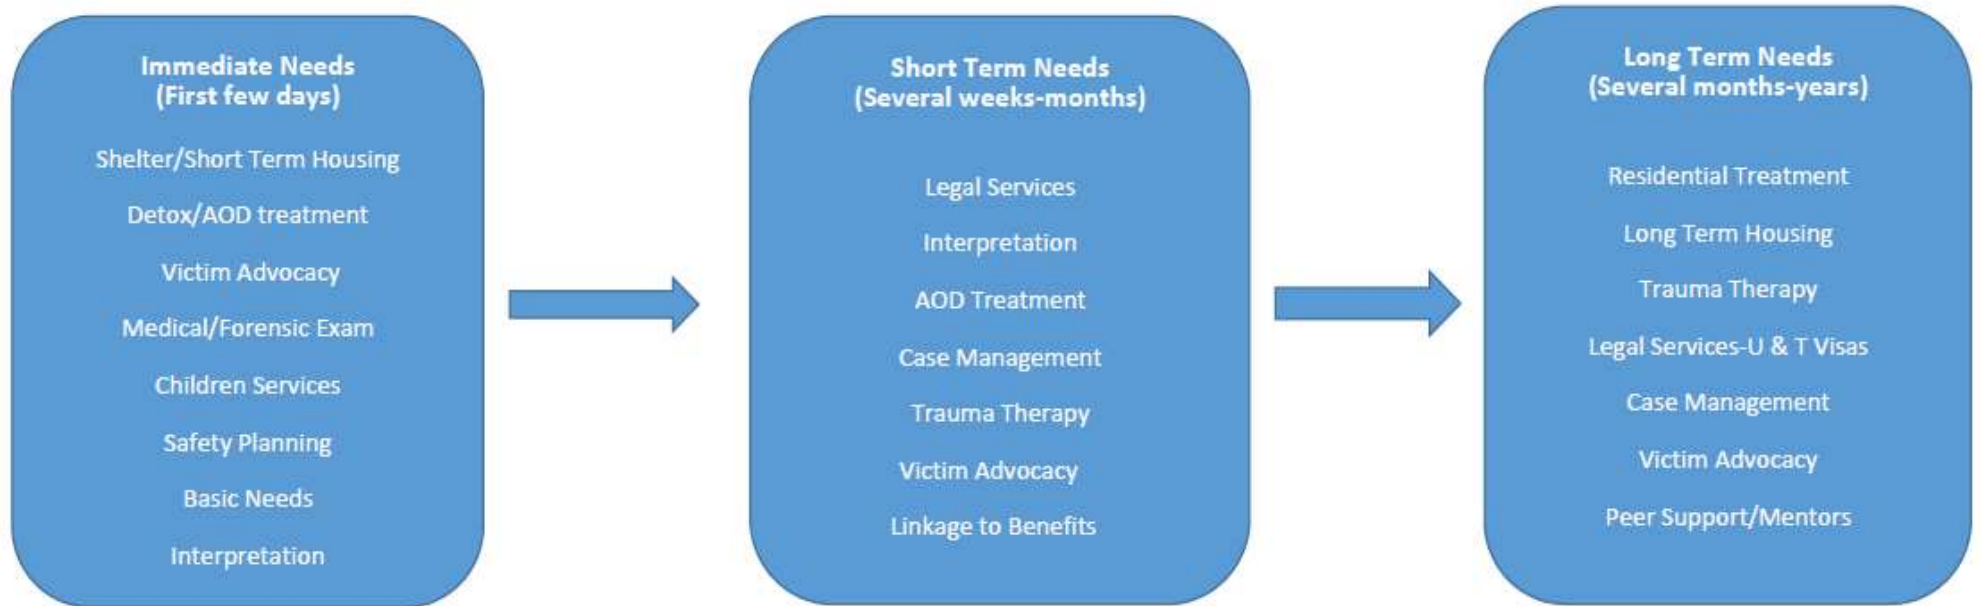 Immediate Needs
(First few days)
Shelter/Short Term Housing
Detox/AOD treatment
Victim Advocacy
Medical/Forensic Exam
Children Services
Safety Planning
Basic Needs
Interpretation
Short Term Needs
(Several weeks-months)
Legal Services
Interpretation
AOD Treatment
Case Management
Trauma Therapy
Victim Advocacy
Linkage to Benefits
Long Term Needs
(Several months-years)
Residential Treatment
Long Term Housing
Trauma Therapy
Legal Services-U & T Visas
Case Management
Victim Advocacy
Peer Support/Mentors